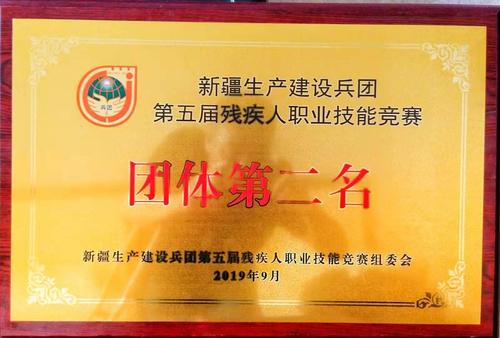 兵团
新疆生产建设兵团
第五届残疾人职业技能竞赛
团体第二名
新疆生产建设兵团第五届残疾人职业技能竞赛组委会
2019年9月